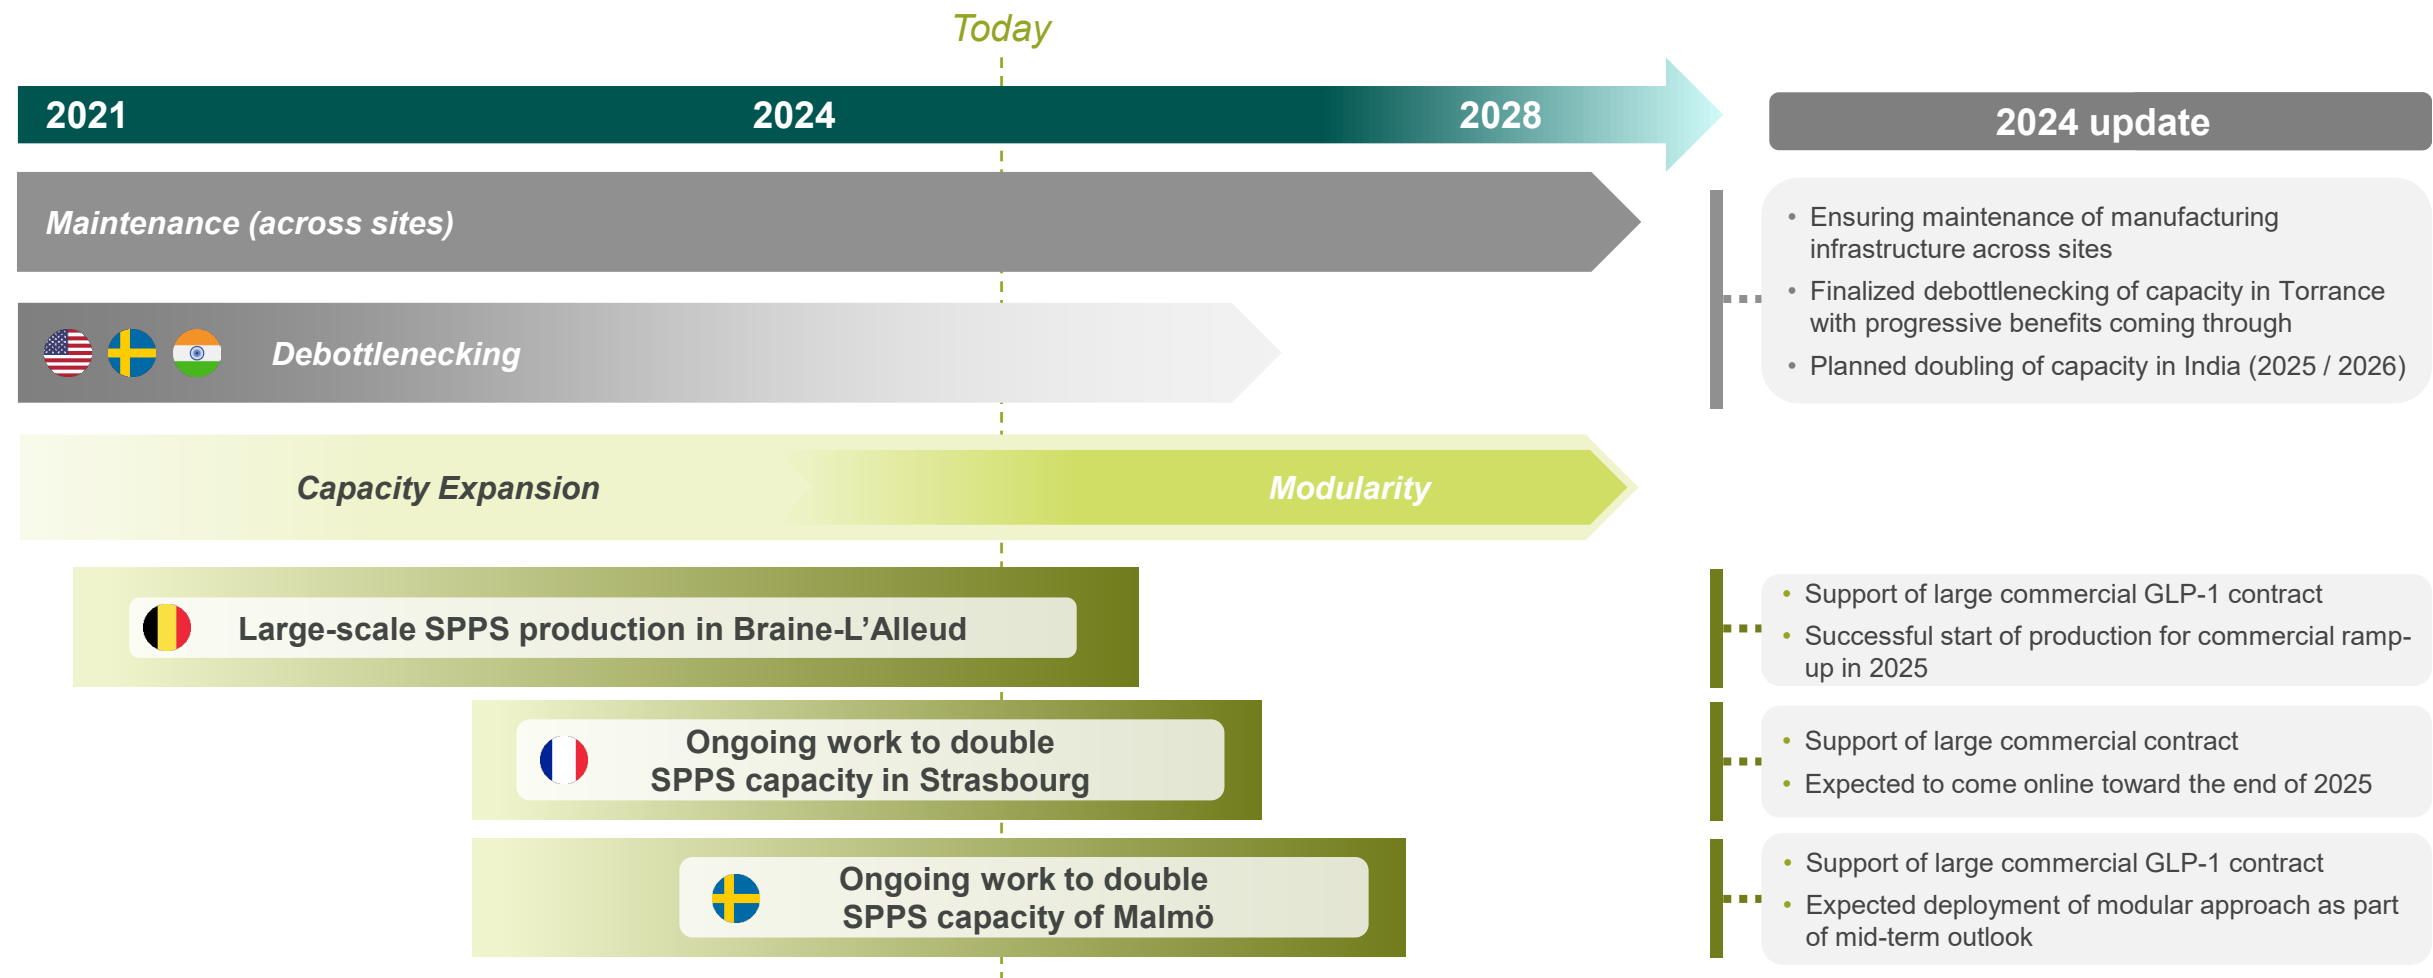 Today
2021 2024 2028
2024 update
Maintenance (across sites)
• Ensuring maintenance of manufacturing
infrastructure across sites
• Finalized debottlenecking of capacity in Torrance
with progressive benefits coming through
• Planned doubling of capacity in India (2025 / 2026)
Debottlenecking
Capacity Expansion
Modularity
Large-scale SPPS production in Braine-L’Alleud
• Support of large commercial GLP-1 contract
• Successful start of production for commercial ramp-
up in 2025
Ongoing work to double
SPPS capacity in Strasbourg
• Support of large commercial contract
• Expected to come online toward the end of 2025
Ongoing work to double
SPPS capacity of Malmö
• Support of large commercial GLP-1 contract
• Expected deployment of modular approach as part
of mid-term outlook